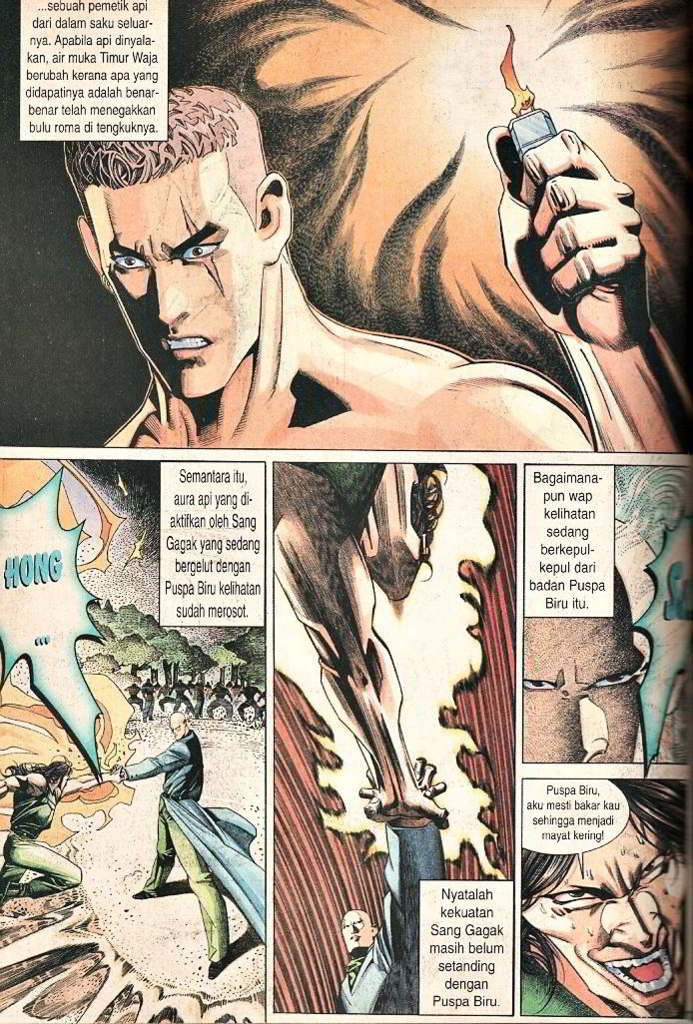 ...sebuah pemetik api
dari dalam saku seluar-
nya. Apabila api dinyala-
kan, air muka Timur Waja
berubah kerana apa yang
didapatinya adalah benar-
benar telah menegakkan
bulu roma di tengkuknya.
HONG
...
Semantara itu,
aura api yang di-
aktifkan oleh Sang
Gagak yang sedang
bergelut dengan
Puspa Biru kelihatan
sudah merosot.
Nyatalah
kekuatan
Sang Gagak
masih belum
setanding
dengan
Puspa Biru.
Bagaimana-
pun wap
kelihatan
sedang
berkepul-
kepul dari
badan Puspa
Biru itu.
Puspa Biru,
aku mesti bakar kau
sehingga menjadi
mayat kering!